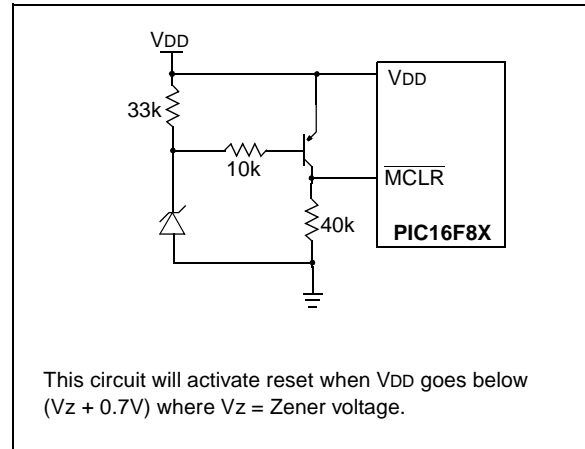 VDD
33k
VDD
10k
MCLR
40k
PIC16F8X
This circuit will activate reset when VDD goes below
(Vz + 0.7V) where Vz = Zener voltage.